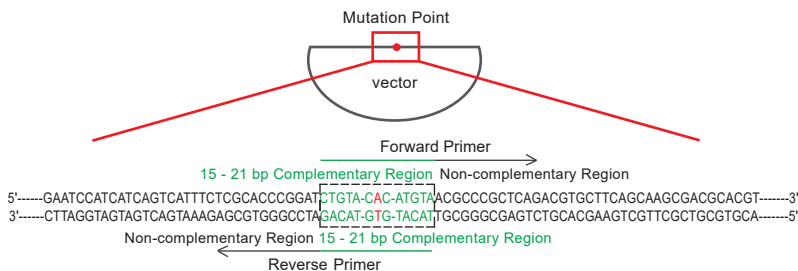 Mutation Point
vector
Forward Primer
15 - 21 bp Complementary Region Non-complementary Region
5'------GAATCCATCATCAGTCATTTCTCGCACCCGGATCTGTA-CAC-ATGTAACGCCCGCTCAGACGTGCTTCAGCAAGCGACGCACGT------3'
3'------CTTAGGTAGTAGTCAGTAAAGAGCGTGGGCCTAGACAT-GTG-TACATTGCGGGCGAGTCTGCACGAAGTCGTTCGCTGCGTGCA------5'
Non-complementary Region 15 - 21 bp Complementary Region
Reverse Primer